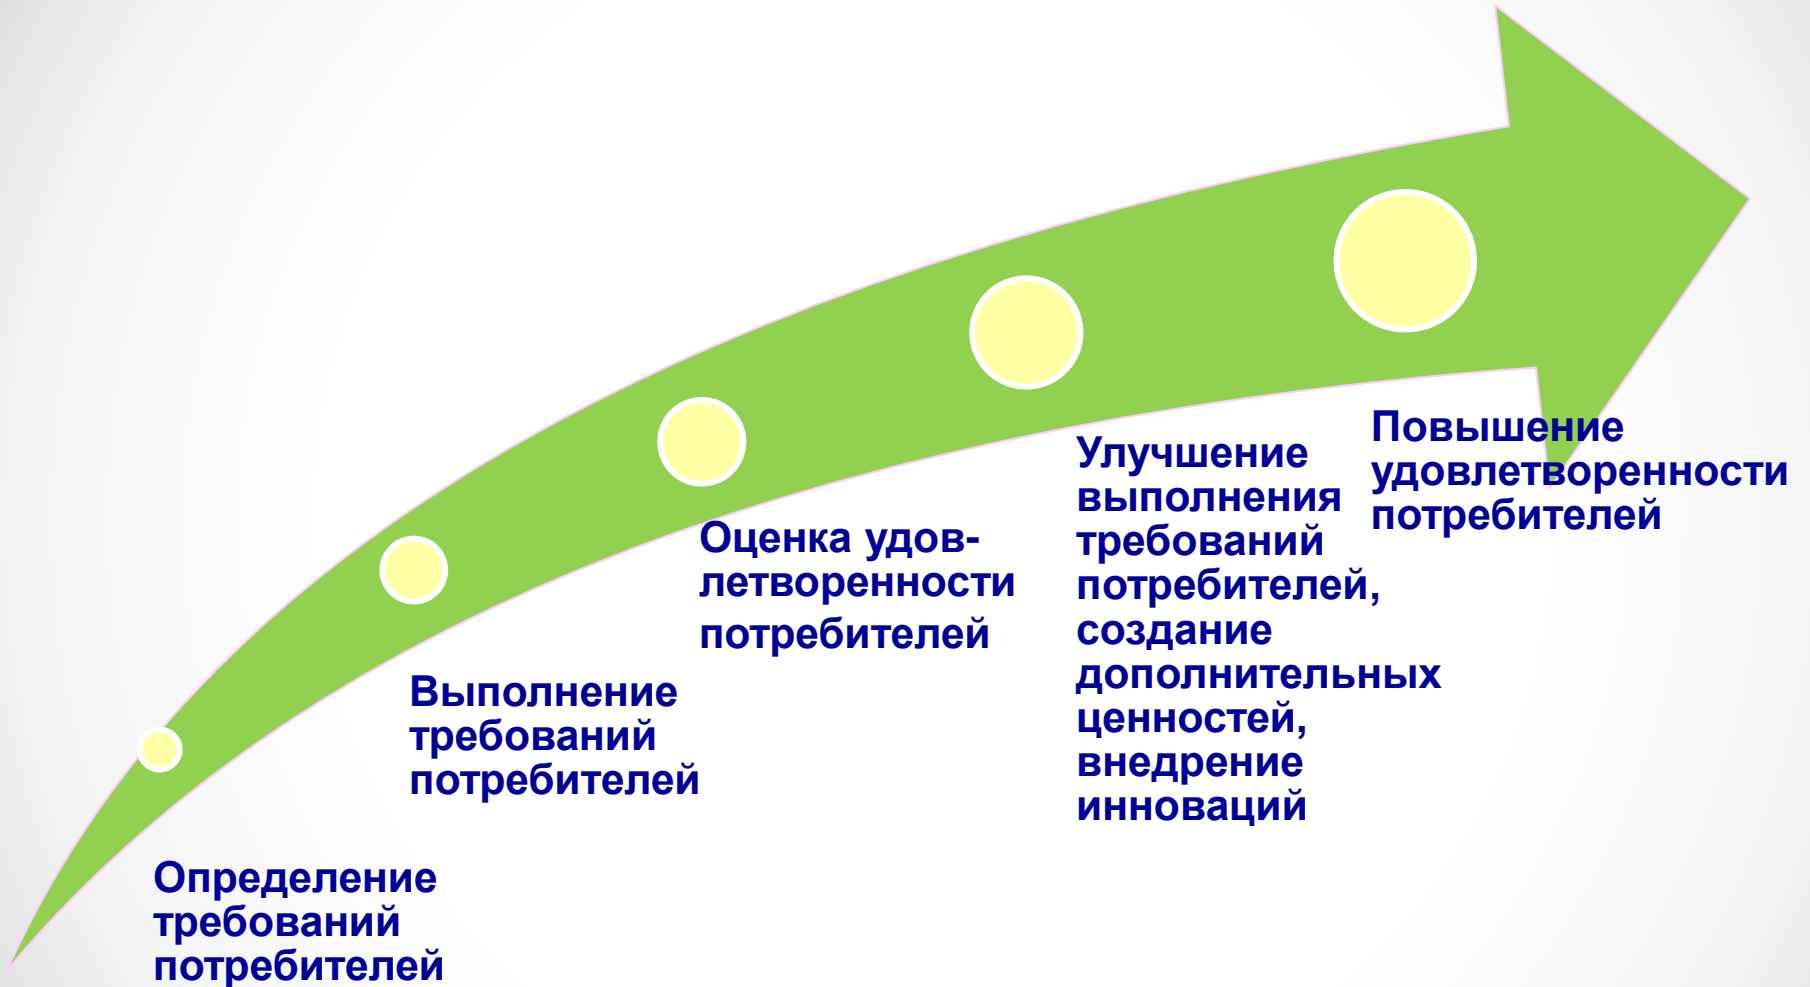 Определение
требований
потребителей
Выполнение
требований
потребителей
Оценка удов-
летворенности
потребителей
Улучшение
выполнения
требований
потребителей,
создание
дополнительных
ценностей,
внедрение
инноваций
Повышение
удовлетворенности
потребителей